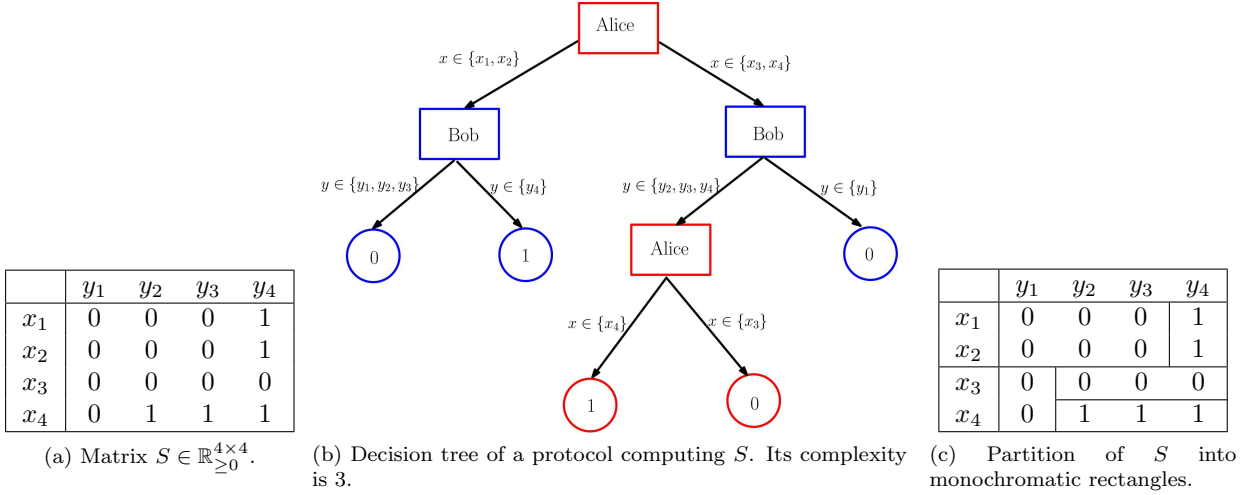 Alice
x ∈ {x₁, x₂}
x ∈ {x₃, x₄}
Bob
Bob
y ∈ {y₁, y₂, y₃}
y ∈ {y₄}
y ∈ {y₂, y₃, y₄}
y ∈ {y₁}
0
1
Alice
0
x ∈ {x₄}
x ∈ {x₃}
1
0
y₁ y₂ y₃ y₄
x₁ 0 0 0 1
x₂ 0 0 0 1
x₃ 0 0 0 0
x₄ 0 1 1 1
(a) Matrix S ∈ ℝ₌≥0^{4×4}.
(b) Decision tree of a protocol computing S. Its complexity
is 3.
y₁ y₂ y₃ y₄
x₁ 0 0 0 1
x₂ 0 0 0 1
x₃ 0 0 0 0
x₄ 0 1 1 1
(c) Partition of S into
monochromatic rectangles.